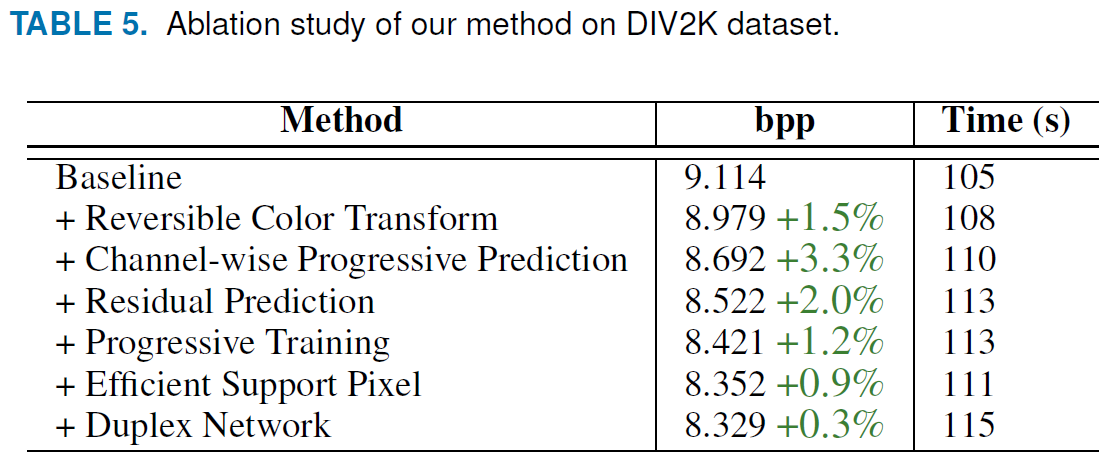 TABLE 5. Ablation study of our method on DIV2K dataset.
Method bpp Time (s)
Baseline 9.114 105
+ Reversible Color Transform 8.979 +1.5% 108
+ Channel-wise Progressive Prediction 8.692 +3.3% 110
+ Residual Prediction 8.522 +2.0% 113
+ Progressive Training 8.421 +1.2% 113
+ Efficient Support Pixel 8.352 +0.9% 111
+ Duplex Network 8.329 +0.3% 115